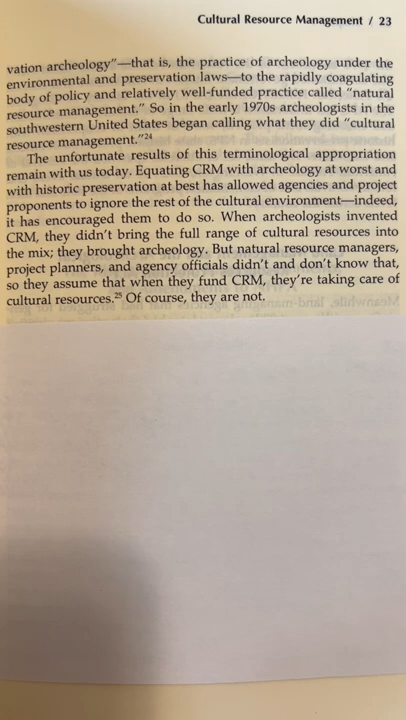 Cultural Resource Management / 23
vation archeology”—that is, the practice of archeology under the
environmental and preservation laws—to the rapidly coagulating
body of policy and relatively well-funded practice called “natural
resource management.” So in the early 1970s archeologists in the
southwestern United States began calling what they did “cultural
resource management.”24
The unfortunate results of this terminological appropriation
remain with us today. Equating CRM with archeology at worst and
with historic preservation at best has allowed agencies and project
proponents to ignore the rest of the cultural environment—indeed,
it has encouraged them to do so. When archeologists invented
CRM, they didn’t bring the full range of cultural resources into
the mix; they brought archeology. But natural resource managers,
project planners, and agency officials didn’t and don’t know that,
so they assume that when they fund CRM, they’re taking care of
cultural resources.25 Of course, they are not.